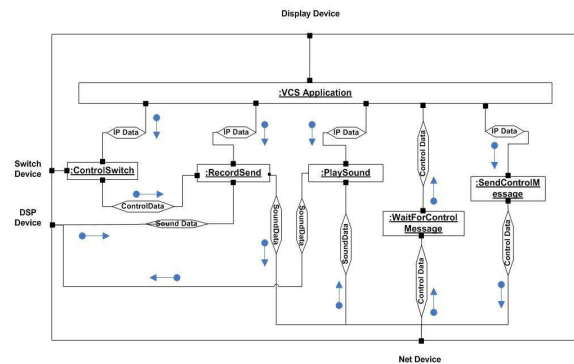 Display Device
:VCS Application
IP Data
IP Data
IP Data
Control Data
IP Data
Switch
Device
:ControlSwitch
:RecordSend
:PlaySound
:SendControlM
essage
ControlData
DSP
Device
Sound Data
SoundData
SoundData
SoundData
:WaitForControl
Message
Control Data
Control Data
Net Device